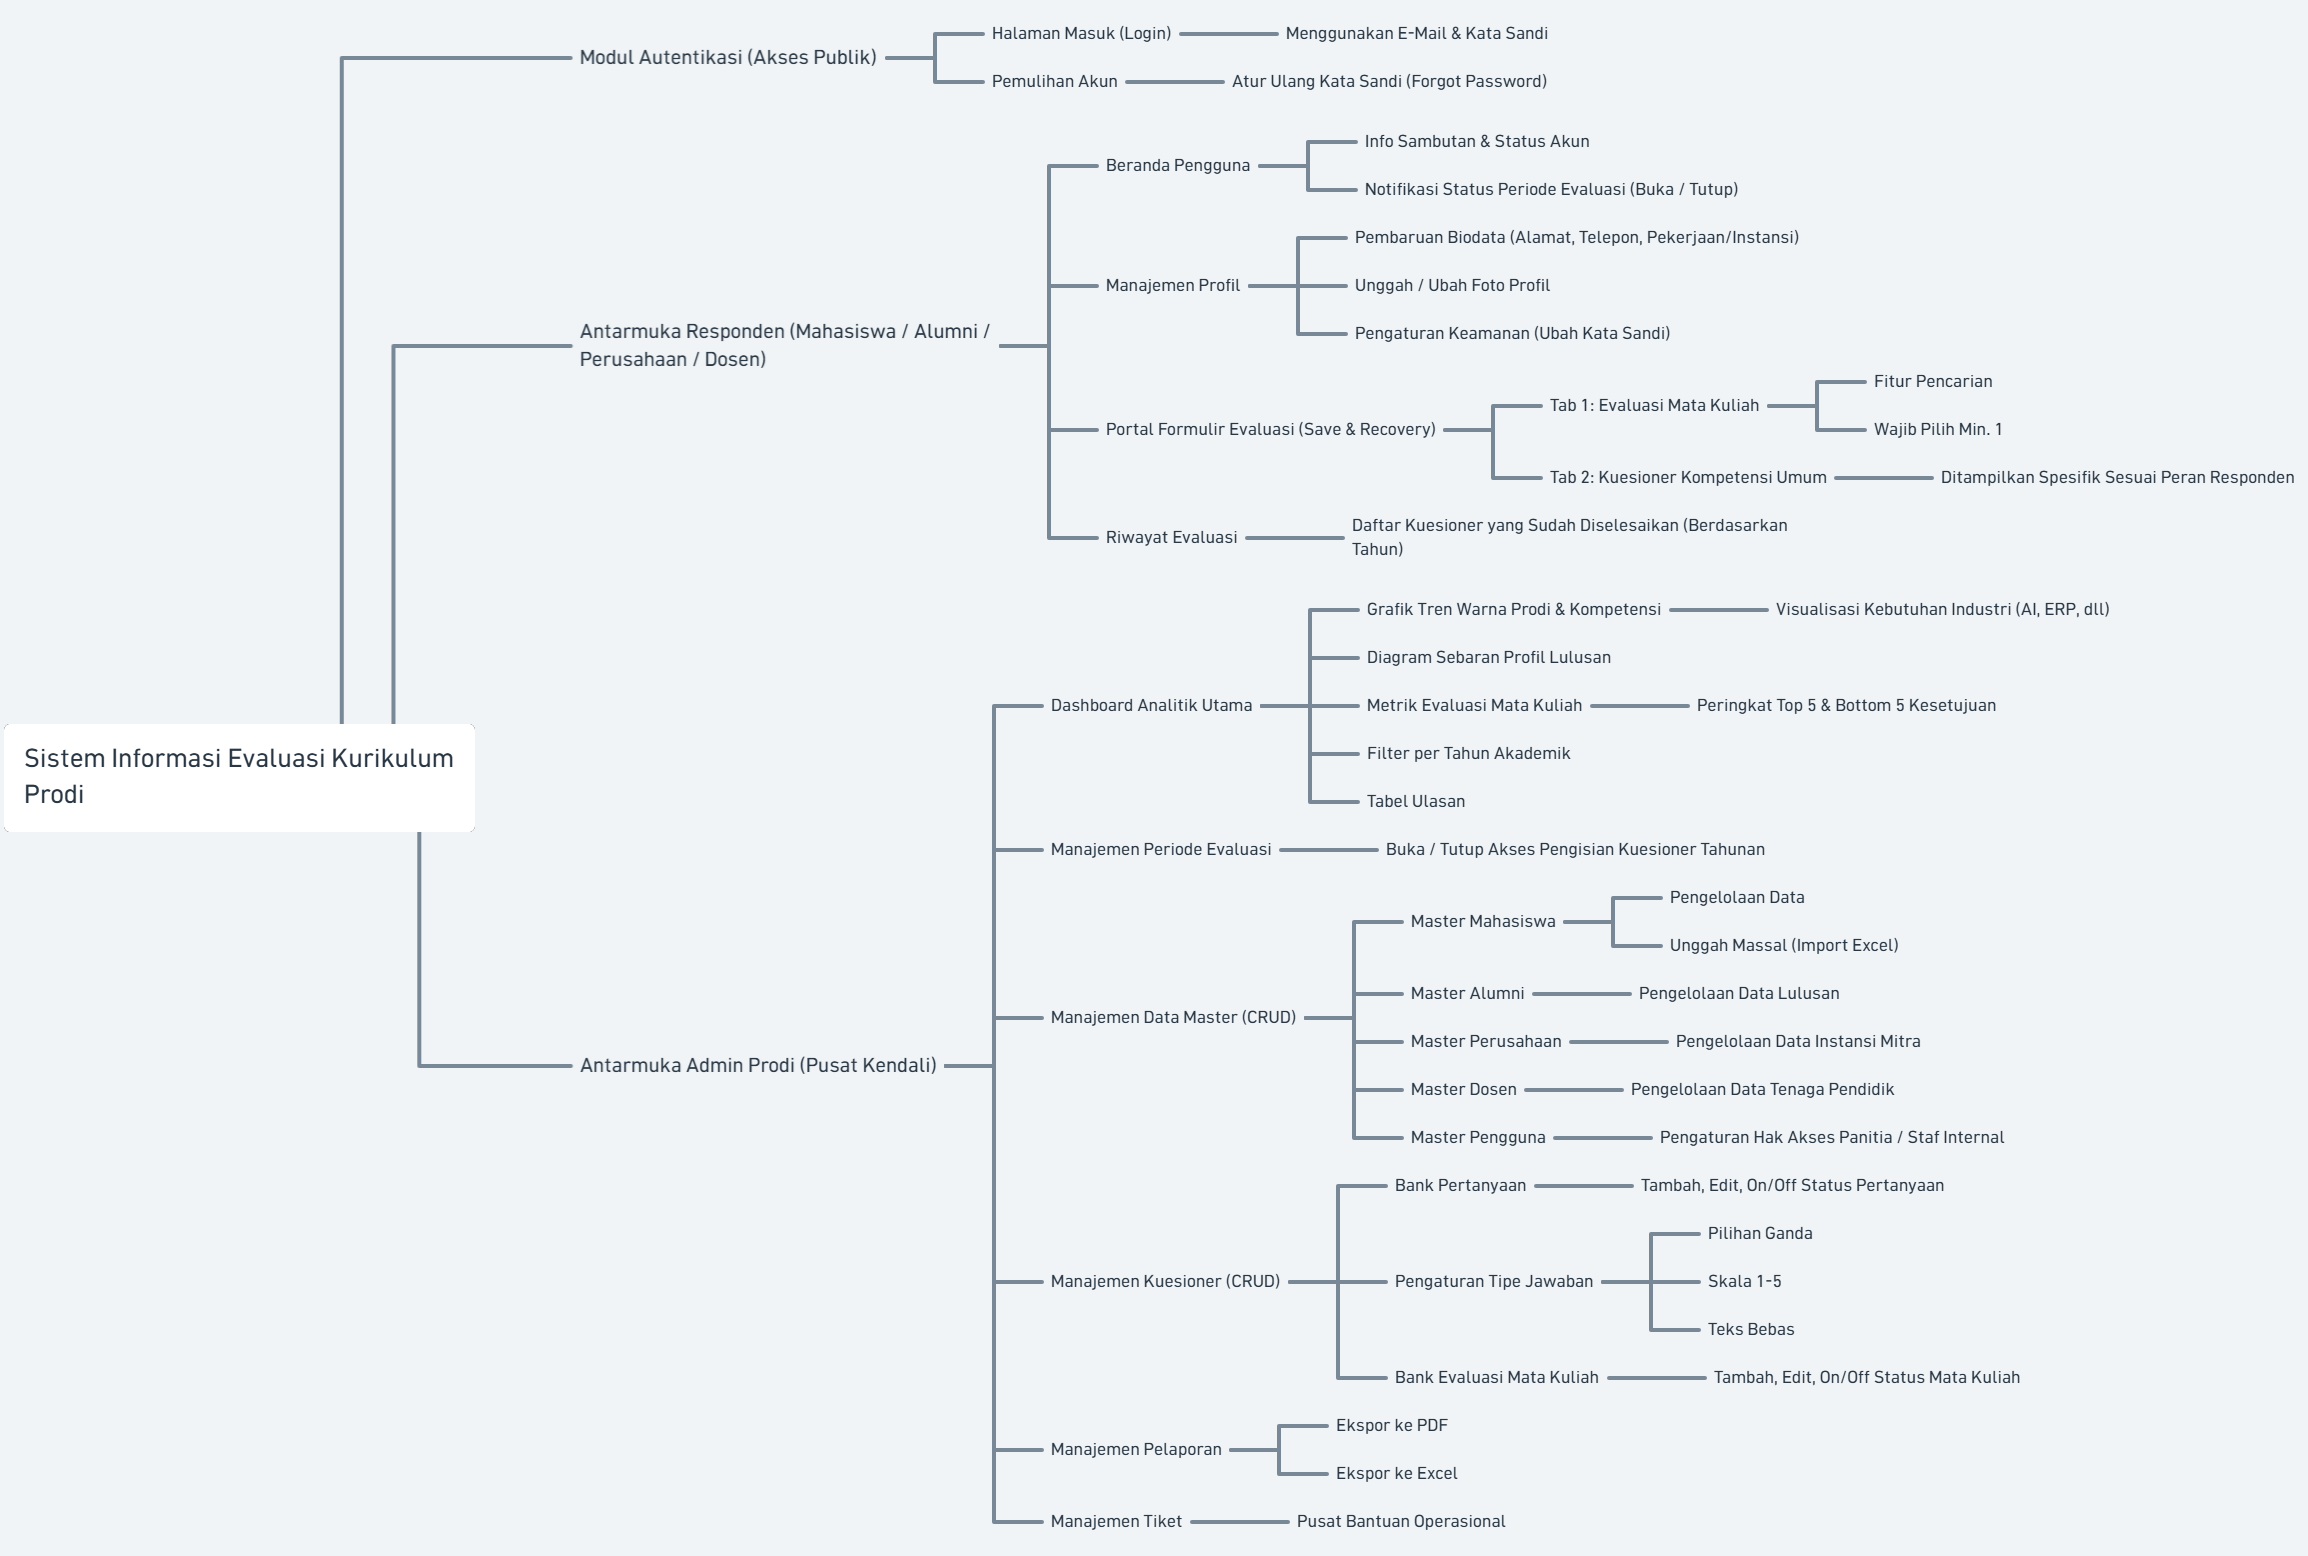 Sistem Informasi Evaluasi Kurikulum
Prodi
Modul Autentikasi (Akses Publik)
Halaman Masuk (Login)
Menggunakan E-Mail & Kata Sandi
Pemulihan Akun
Atur Ulang Kata Sandi (Forgot Password)
Antarmuka Responden (Mahasiswa / Alumni /
Perusahaan / Dosen)
Beranda Pengguna
Info Sambutan & Status Akun
Notifikasi Status Periode Evaluasi (Buka / Tutup)
Manajemen Profil
Pembaruan Biodata (Alamat, Telepon, Pekerjaan/Instansi)
Unggah / Ubah Foto Profil
Pengaturan Keamanan (Ubah Kata Sandi)
Portal Formulir Evaluasi (Save & Recovery)
Tab 1: Evaluasi Mata Kuliah
Fitur Pencarian
Wajib Pilih Min. 1
Tab 2: Kuesioner Kompetensi Umum
Ditampilkan Spesifik Sesuai Peran Responden
Riwayat Evaluasi
Daftar Kuesioner yang Sudah Diselesaikan (Berdasarkan
Tahun)
Antarmuka Admin Prodi (Pusat Kendali)
Dashboard Analitik Utama
Grafik Tren Warna Prodi & Kompetensi
Visualisasi Kebutuhan Industri (AI, ERP, dll)
Diagram Sebaran Profil Lulusan
Metrik Evaluasi Mata Kuliah
Peringkat Top 5 & Bottom 5 Kesetujuan
Filter per Tahun Akademik
Tabel Ulasan
Manajemen Periode Evaluasi
Buka / Tutup Akses Pengisian Kuesioner Tahunan
Manajemen Data Master (CRUD)
Master Mahasiswa
Pengelolaan Data
Unggah Massal (Import Excel)
Master Alumni
Pengelolaan Data Lulusan
Master Perusahaan
Pengelolaan Data Instansi Mitra
Master Dosen
Pengelolaan Data Tenaga Pendidik
Master Pengguna
Pengaturan Hak Akses Panitia / Staf Internal
Manajemen Kuesioner (CRUD)
Bank Pertanyaan
Tambah, Edit, On/Off Status Pertanyaan
Pengaturan Tipe Jawaban
Pilihan Ganda
Skala 1-5
Teks Bebas
Bank Evaluasi Mata Kuliah
Tambah, Edit, On/Off Status Mata Kuliah
Manajemen Pelaporan
Ekspor ke PDF
Ekspor ke Excel
Manajemen Tiket
Pusat Bantuan Operasional